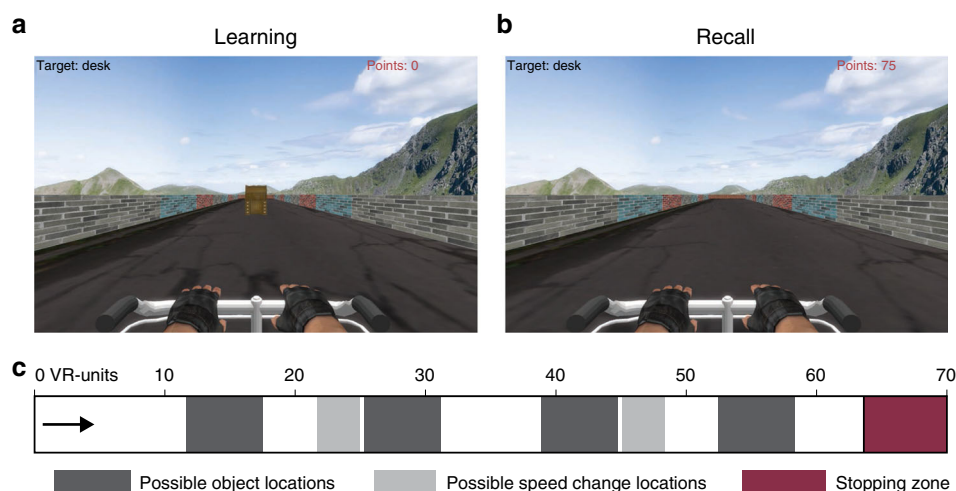 a
Learning
Target: desk
Points: 0
b
Recall
Target: desk
Points: 75
c
0 VR-units 10 20 30 40 50 60 70
Possible object locations Possible speed change locations Stopping zone